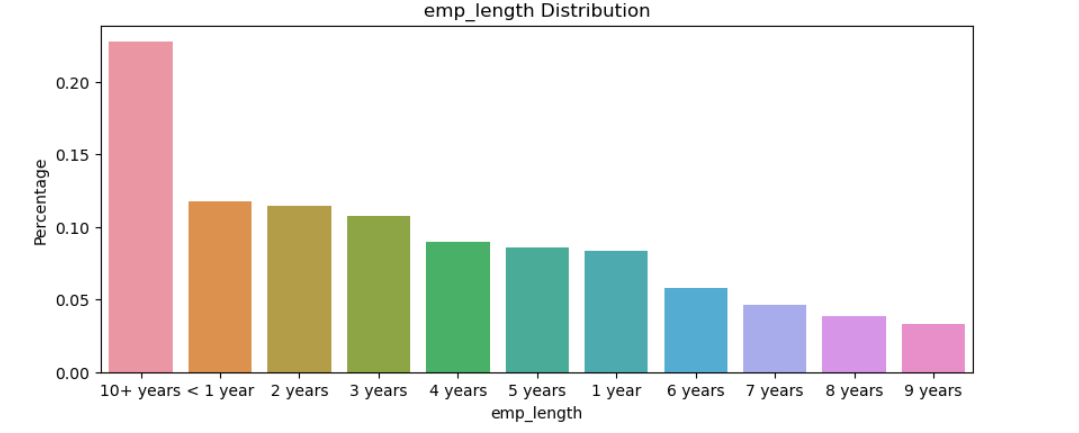 emp_length Distribution
Percentage
0.20
0.15
0.10
0.05
0.00
10+ years < 1 year 2 years 3 years 4 years 5 years 1 year 6 years 7 years 8 years 9 years
emp_length